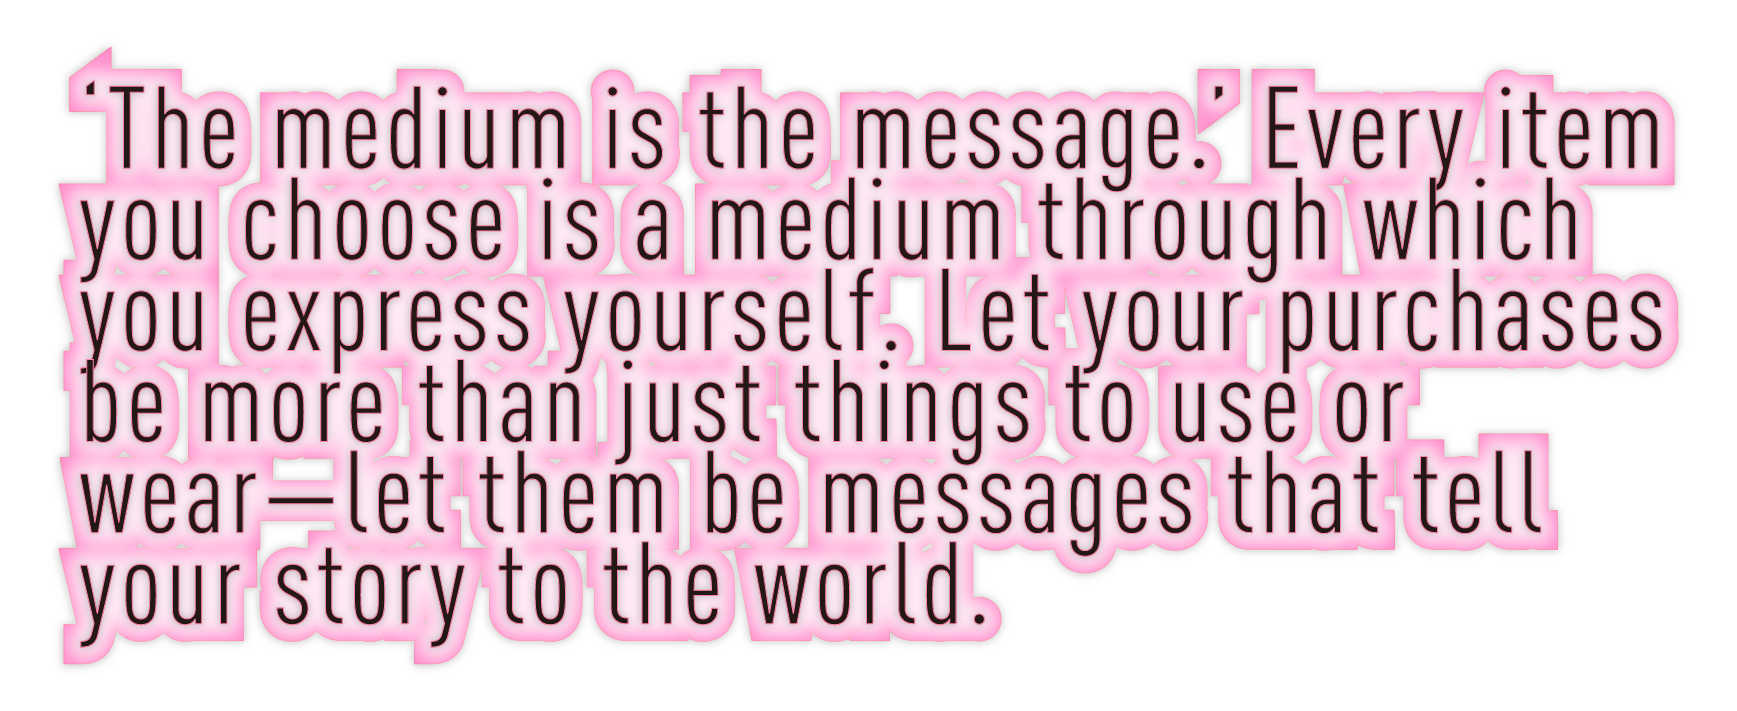 ‘The medium is the message.’ Every item
you choose is a medium through which
you express yourself. Let your purchases
be more than just things to use or
wear—let them be messages that tell
your story to the world.